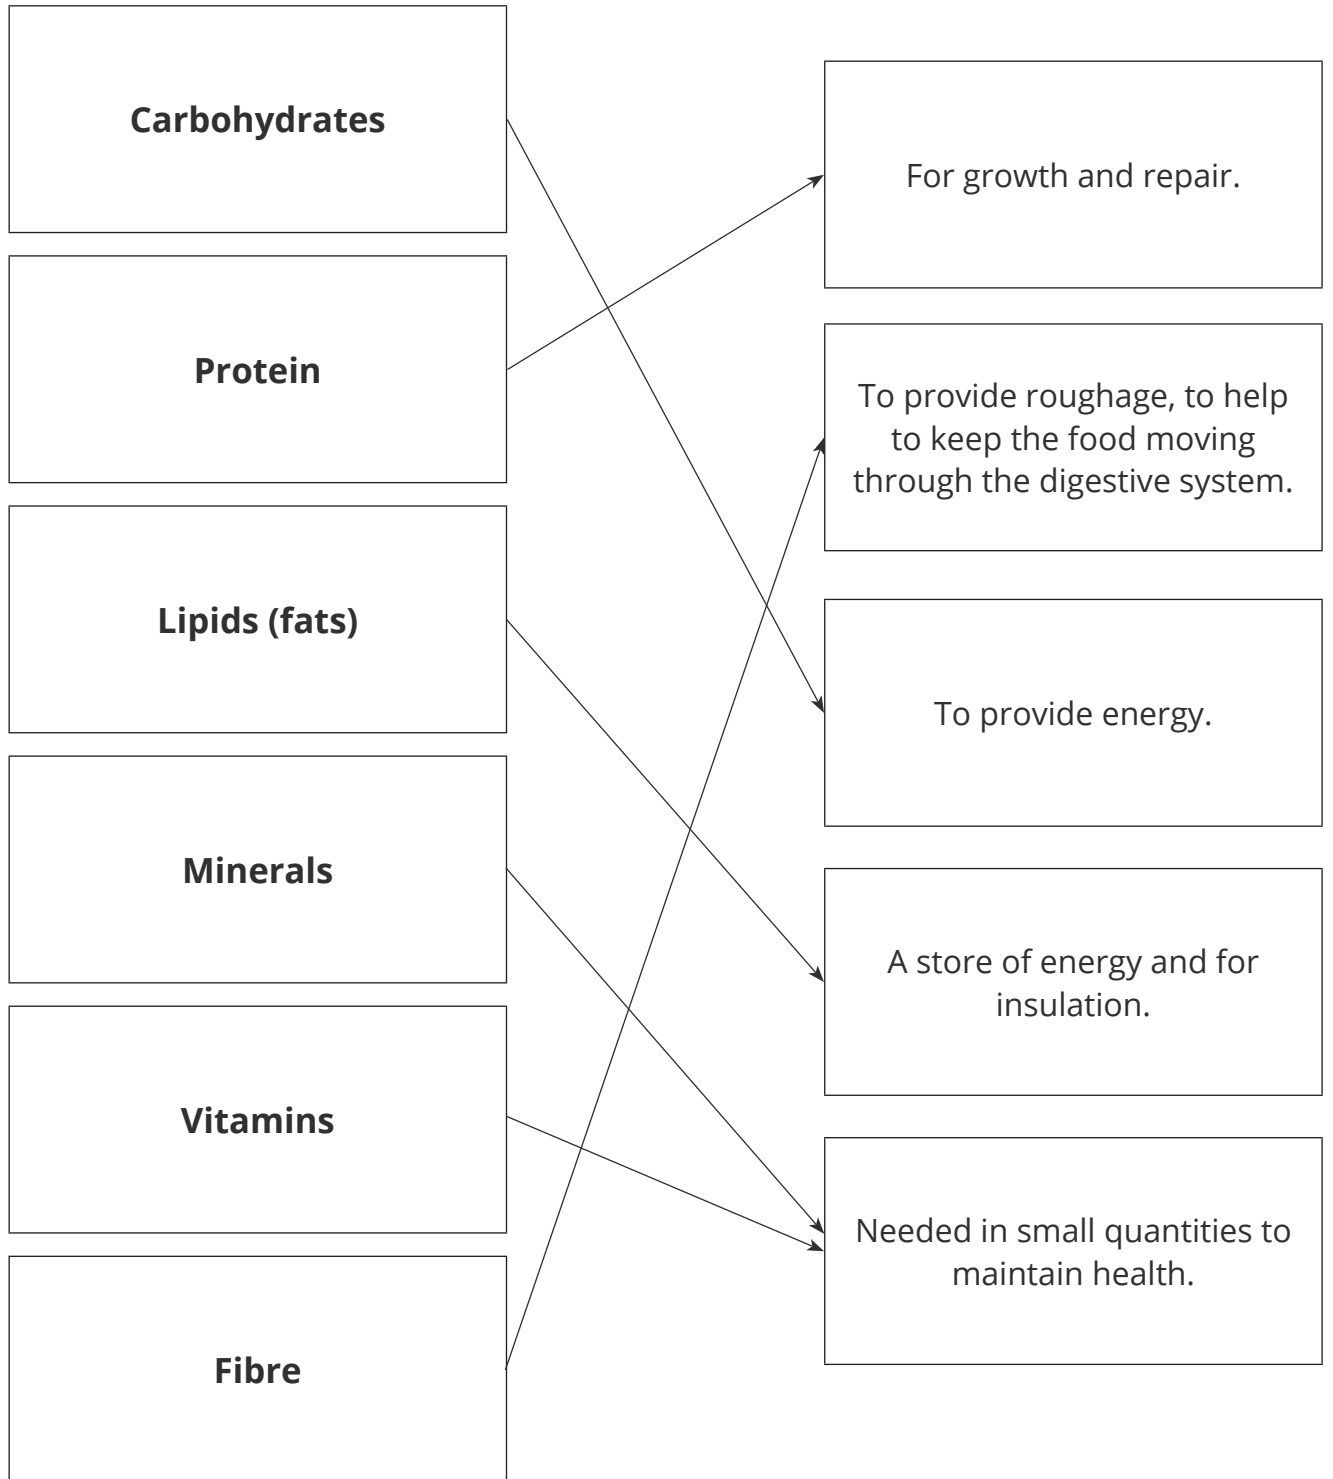 Carbohydrates
Protein
Lipids (fats)
Minerals
Vitamins
Fibre
For growth and repair.
To provide roughage, to help
to keep the food moving
through the digestive system.
To provide energy.
A store of energy and for
insulation.
Needed in small quantities to
maintain health.